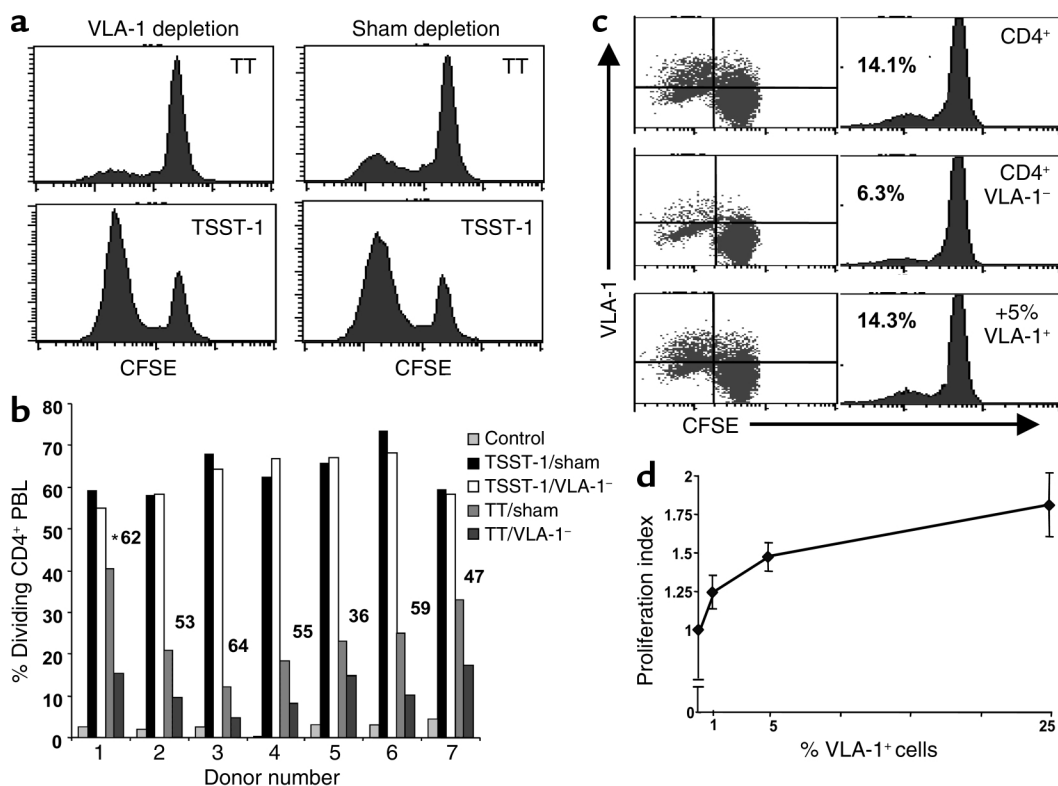 a
VLA-1 depletion
Sham depletion
TT
TT
TSST-1
TSST-1
CFSE
CFSE
b
80
70
60
50
40
30
20
10
0
% Dividing CD4⁺ PBL
Control
TSST-1/sham
TSST-1/VLA-1⁻
TT/sham
TT/VLA-1⁻
*62
53
64
55
36
59
47
1 2 3 4 5 6 7
Donor number
c
VLA-1
14.1%
CD4⁺
6.3%
CD4⁺
VLA-1⁻
14.3%
+5%
VLA-1⁺
CFSE
d
Proliferation index
2
1.75
1.5
1.25
1
0
1 5 25
% VLA-1⁺ cells